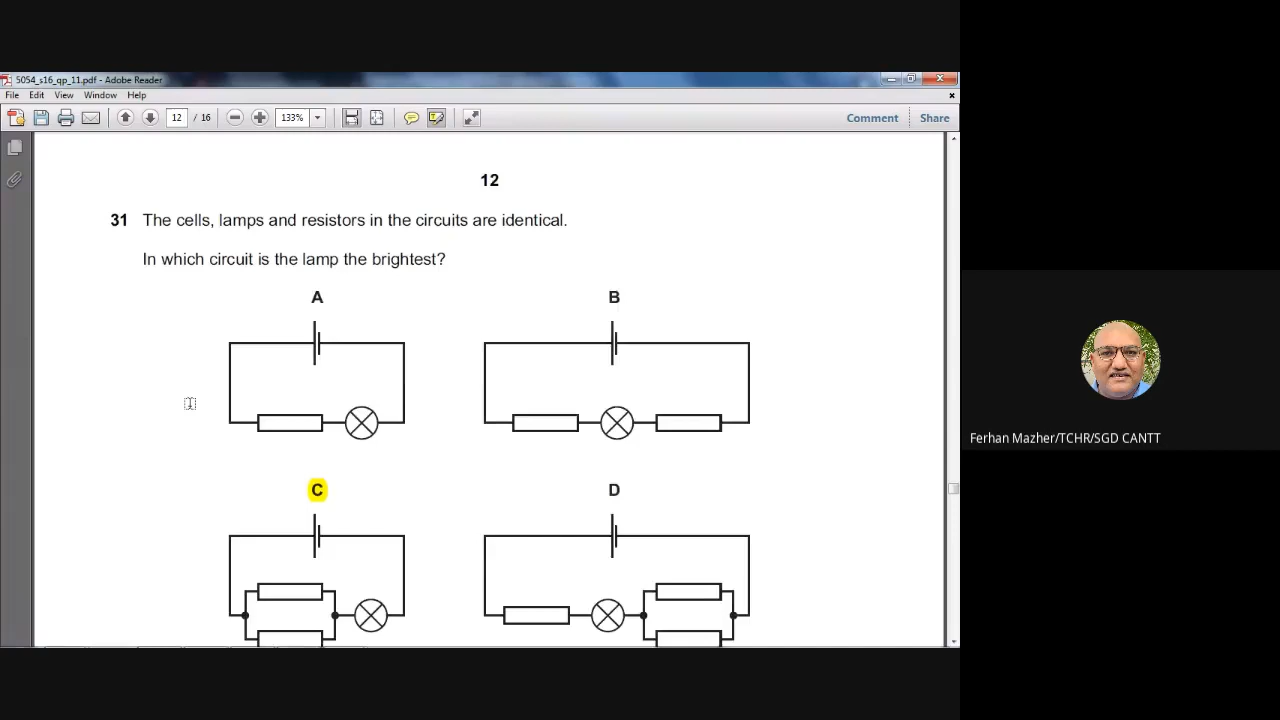 5054_s16_qp_11.pdf - Adobe Reader
File Edit View Window Help
12 / 16 133% Comment Share
12
31 The cells, lamps and resistors in the circuits are identical.
In which circuit is the lamp the brightest?
A B
C D
Ferhan Mazher/TCHR/SGD CANTT